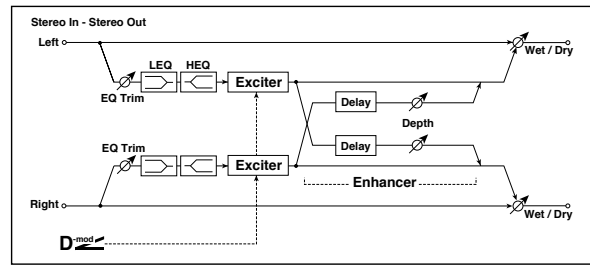 Stereo In - Stereo Out
Left
Wet / Dry
LEQ HEQ
EQ Trim
Exciter
Delay
Depth
EQ Trim
Delay
Exciter
Enhancer
Right
Wet / Dry
D-mod